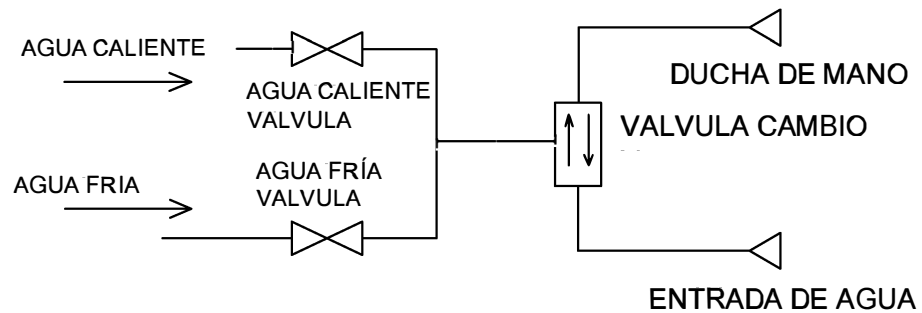 AGUA CALIENTE
AGUA CALIENTE
VALVULA
DUCHA DE MANO
VALVULA CAMBIO
AGUA FRIA
AGUA FRÍA
VALVULA
ENTRADA DE AGUA